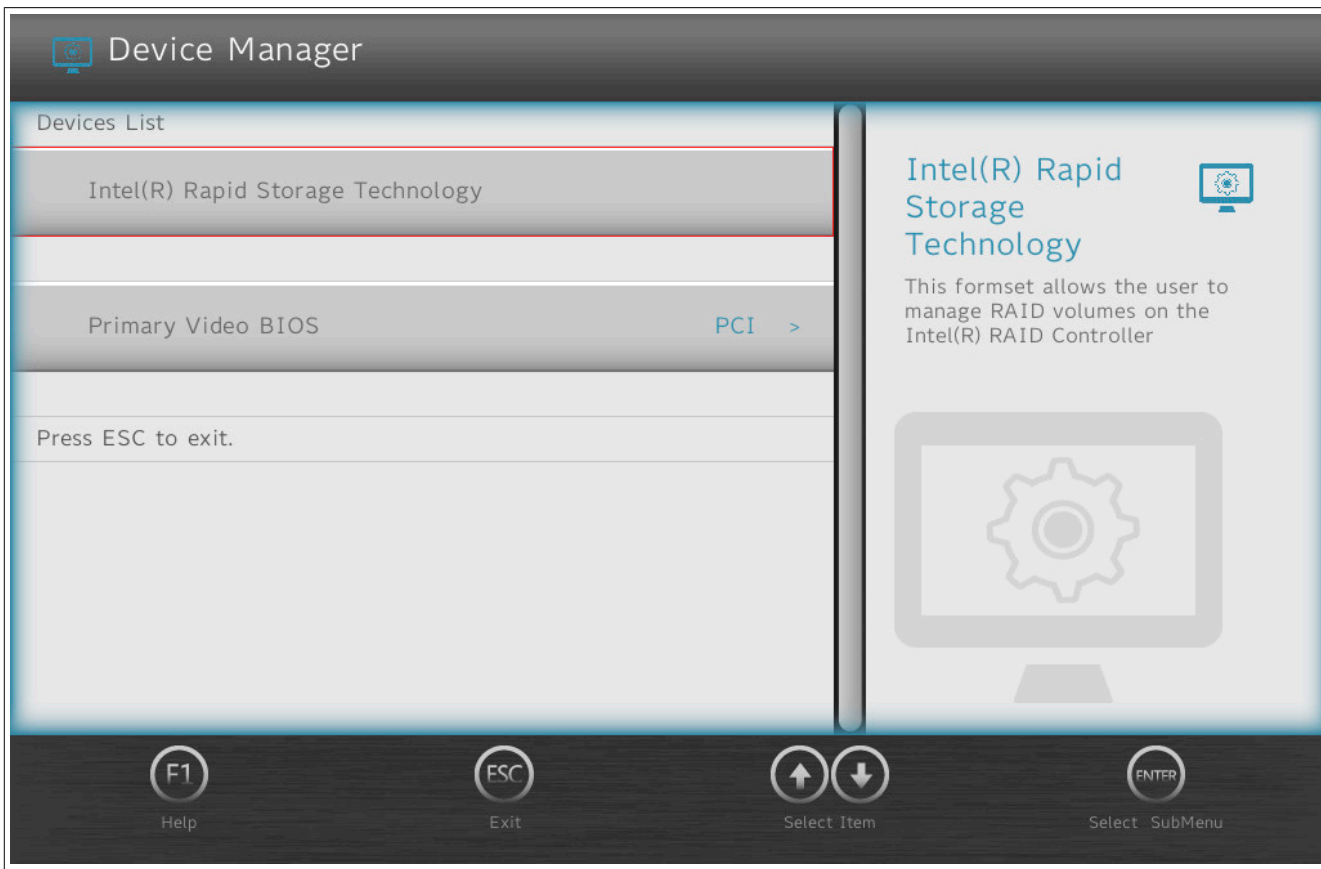 Device Manager
Devices List
Intel(R) Rapid Storage Technology
Primary Video BIOS PCI >
Press ESC to exit.
Intel(R) Rapid
Storage
Technology
This formset allows the user to
manage RAID volumes on the
Intel(R) RAID Controller
F1 ESC ENTER
Help Exit Select Item Select SubMenu